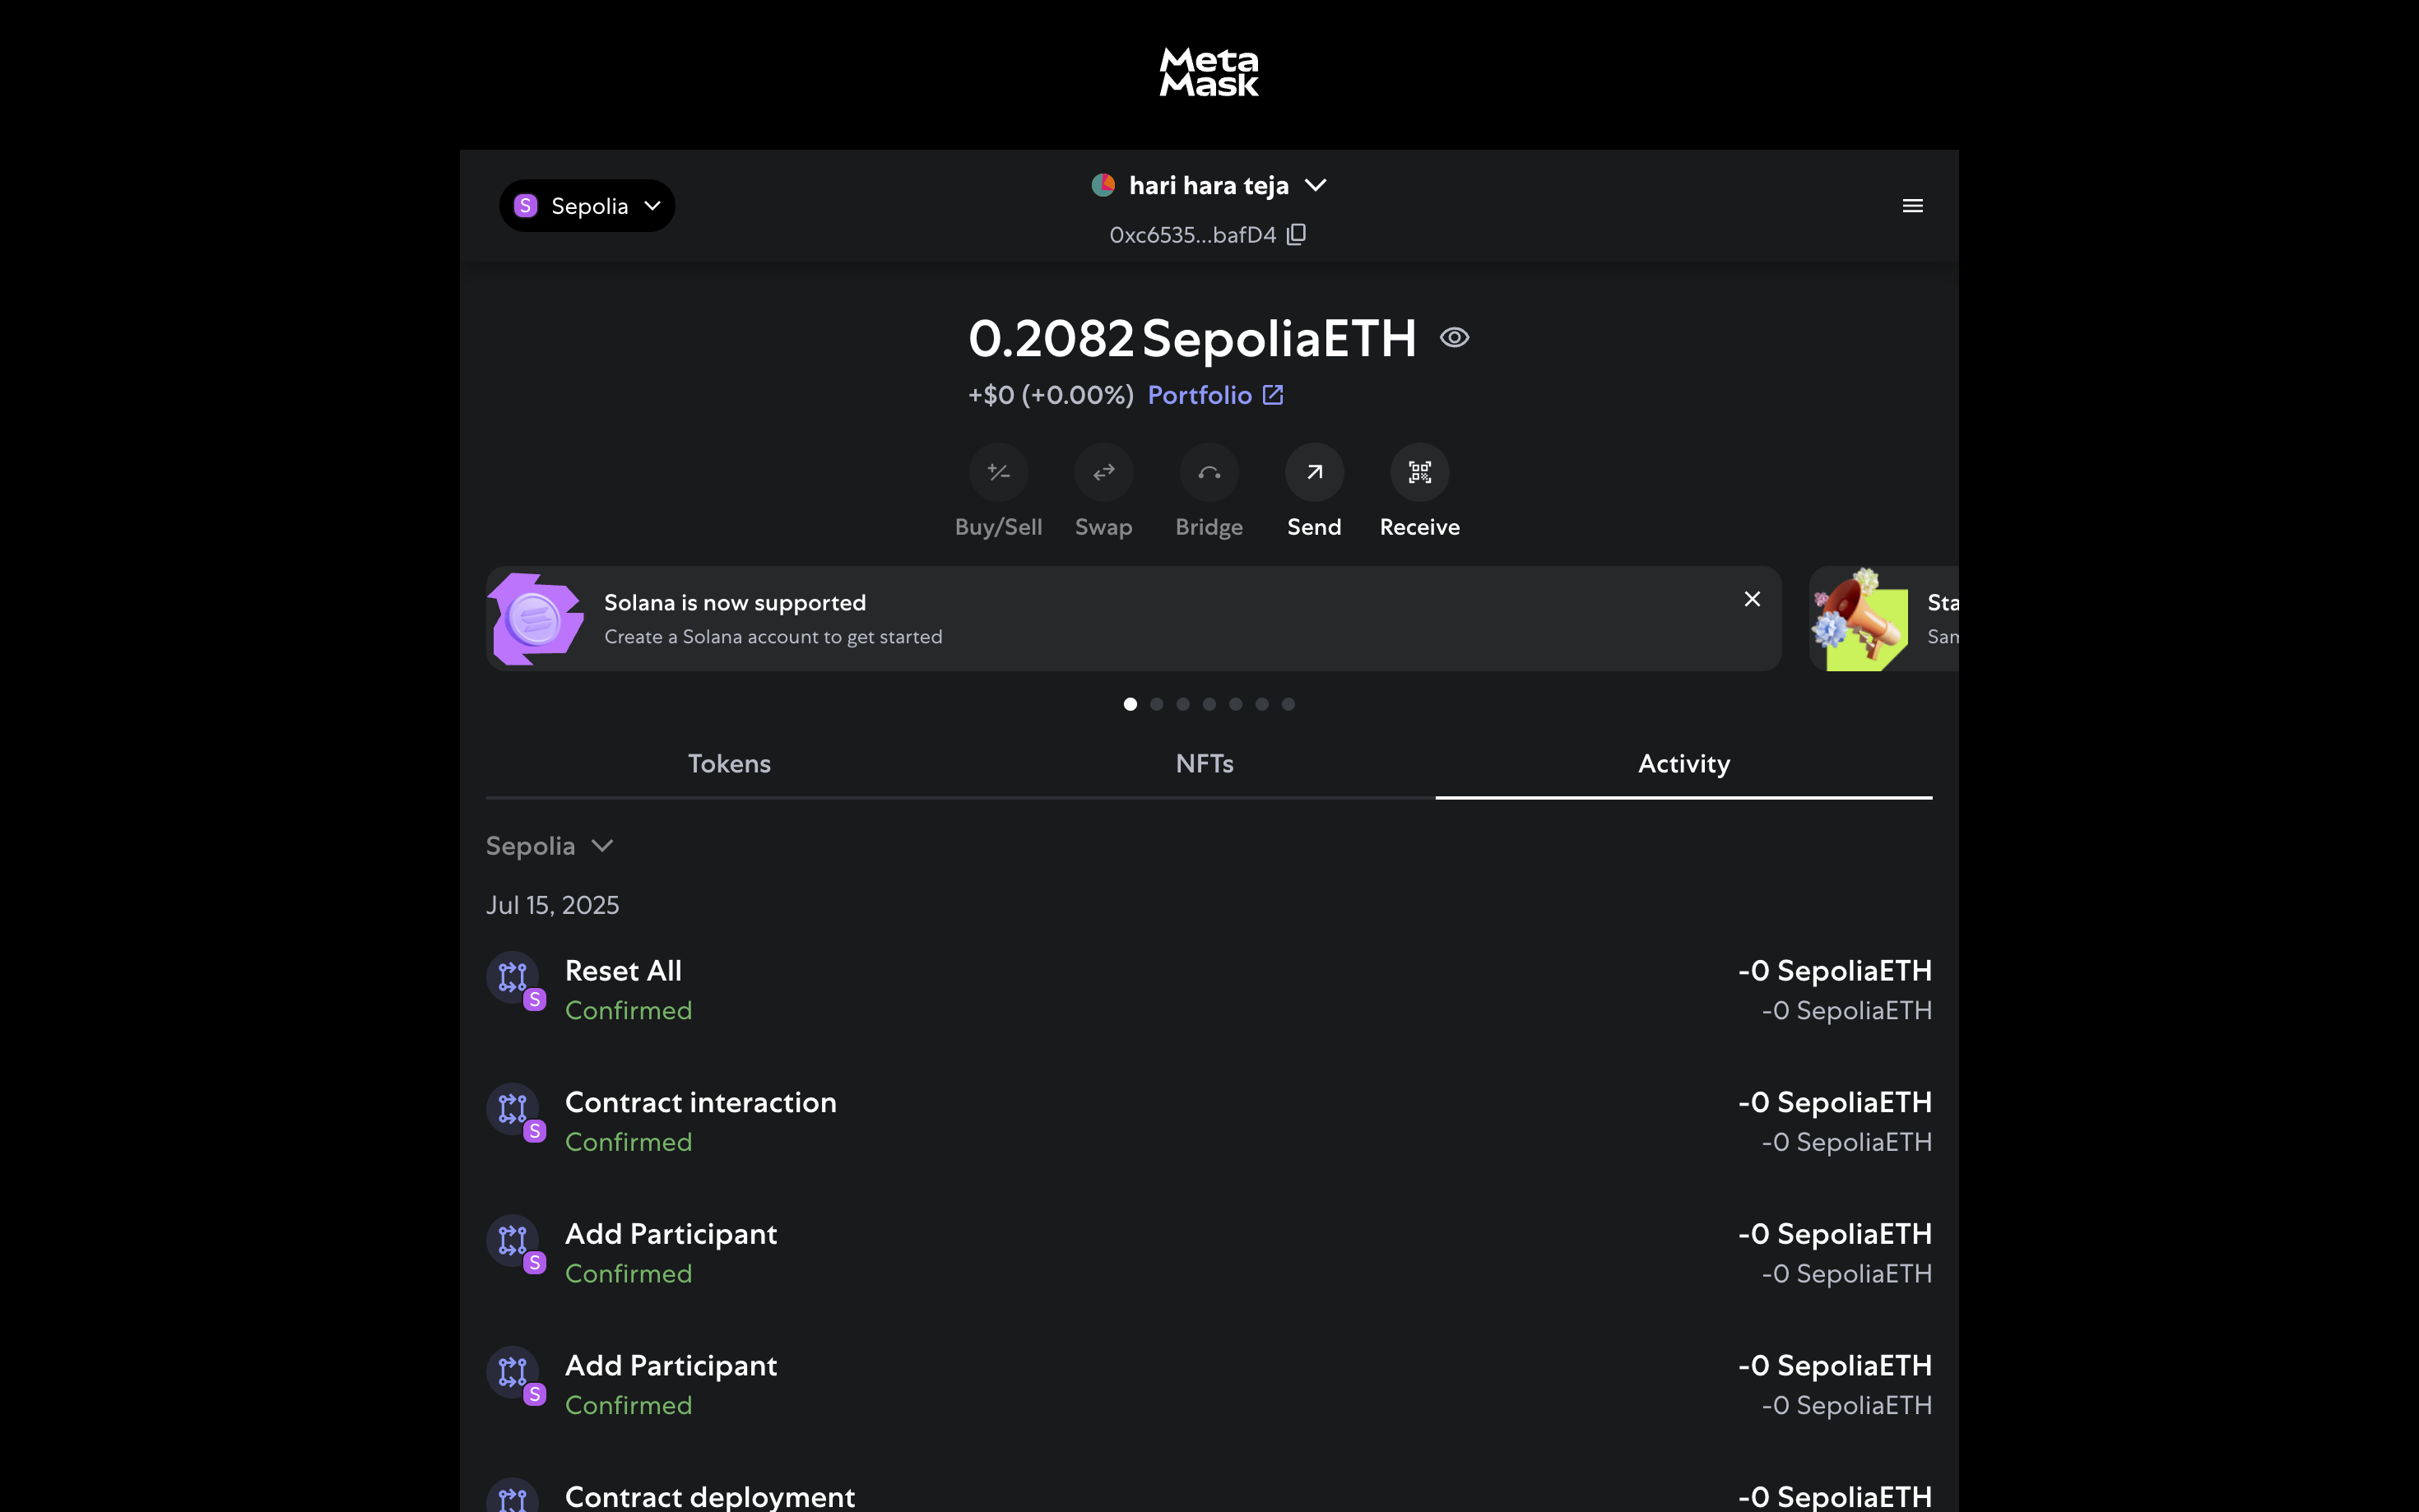 Meta
Mask
S Sepolia
hari hara teja
0xc6535...bafD4
0.2082 SepoliaETH
+$0 (+0.00%) Portfolio
Buy/Sell Swap Bridge Send Receive
Solana is now supported
Create a Solana account to get started
Sta
Sam
Tokens NFTs Activity
Sepolia
Jul 15, 2025
Reset All -0 SepoliaETH
S
Confirmed -0 SepoliaETH
Contract interaction -0 SepoliaETH
S
Confirmed -0 SepoliaETH
Add Participant -0 SepoliaETH
S
Confirmed -0 SepoliaETH
Add Participant -0 SepoliaETH
S
Confirmed -0 SepoliaETH
Contract deployment -0 SepoliaETH